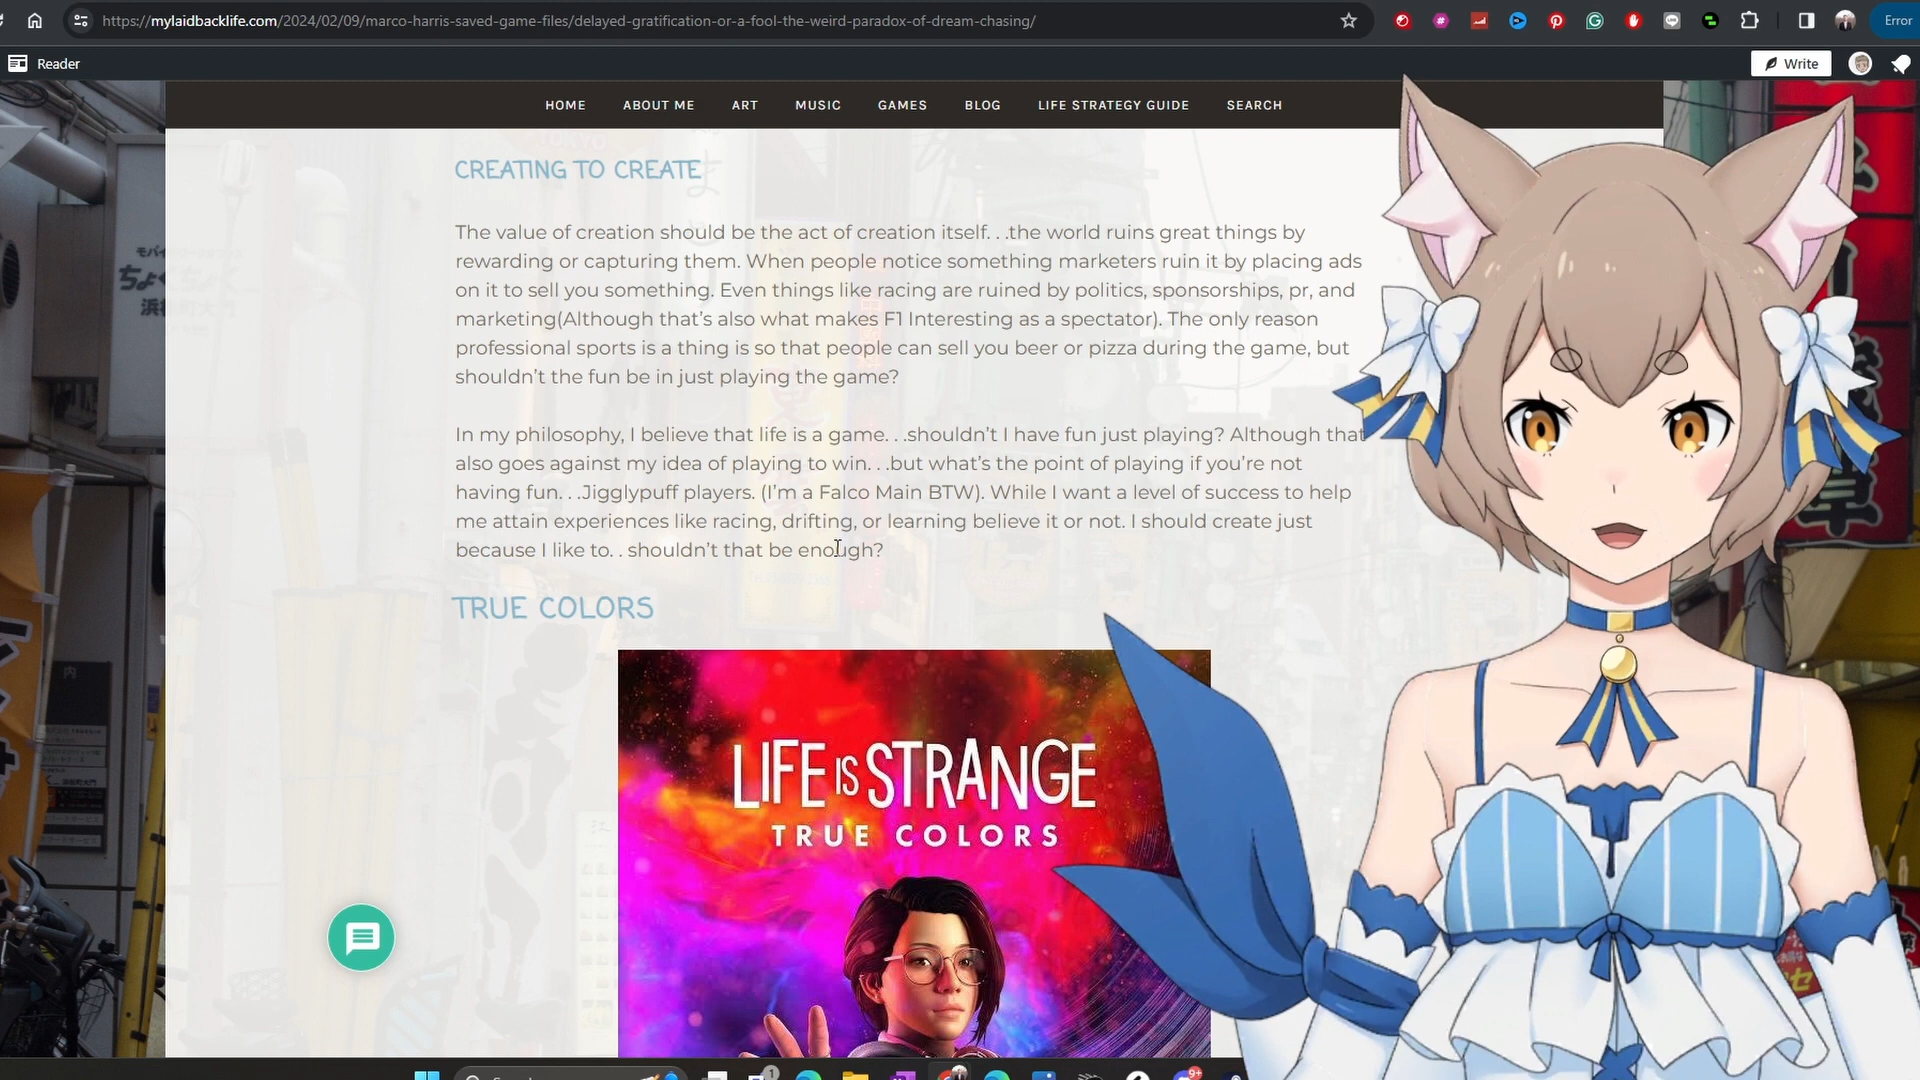 https://mylaidbacklife.com/2024/02/09/marco-harris-saved-game-files/delayed-gratification-or-a-fool-the-weird-paradox-of-dream-chasing/
Error
Reader
Write
HOME ABOUT ME ART MUSIC GAMES BLOG LIFE STRATEGY GUIDE SEARCH
CREATING TO CREATE
The value of creation should be the act of creation itself. . .the world ruins great things by
rewarding or capturing them. When people notice something marketers ruin it by placing ads
on it to sell you something. Even things like racing are ruined by politics, sponsorships, pr, and
marketing(Although that's also what makes F1 Interesting as a spectator). The only reason
professional sports is a thing is so that people can sell you beer or pizza during the game, but
shouldn't the fun be in just playing the game?
In my philosophy, I believe that life is a game. . .shouldn't I have fun just playing? Although that
also goes against my idea of playing to win. . .but what's the point of playing if you're not
having fun. . .Jigglypuff players. (I'm a Falco Main BTW). While I want a level of success to help
me attain experiences like racing, drifting, or learning believe it or not. I should create just
because I like to. . shouldn't that be enough?
TRUE COLORS
LIFE IS STRANGE
TRUE COLORS